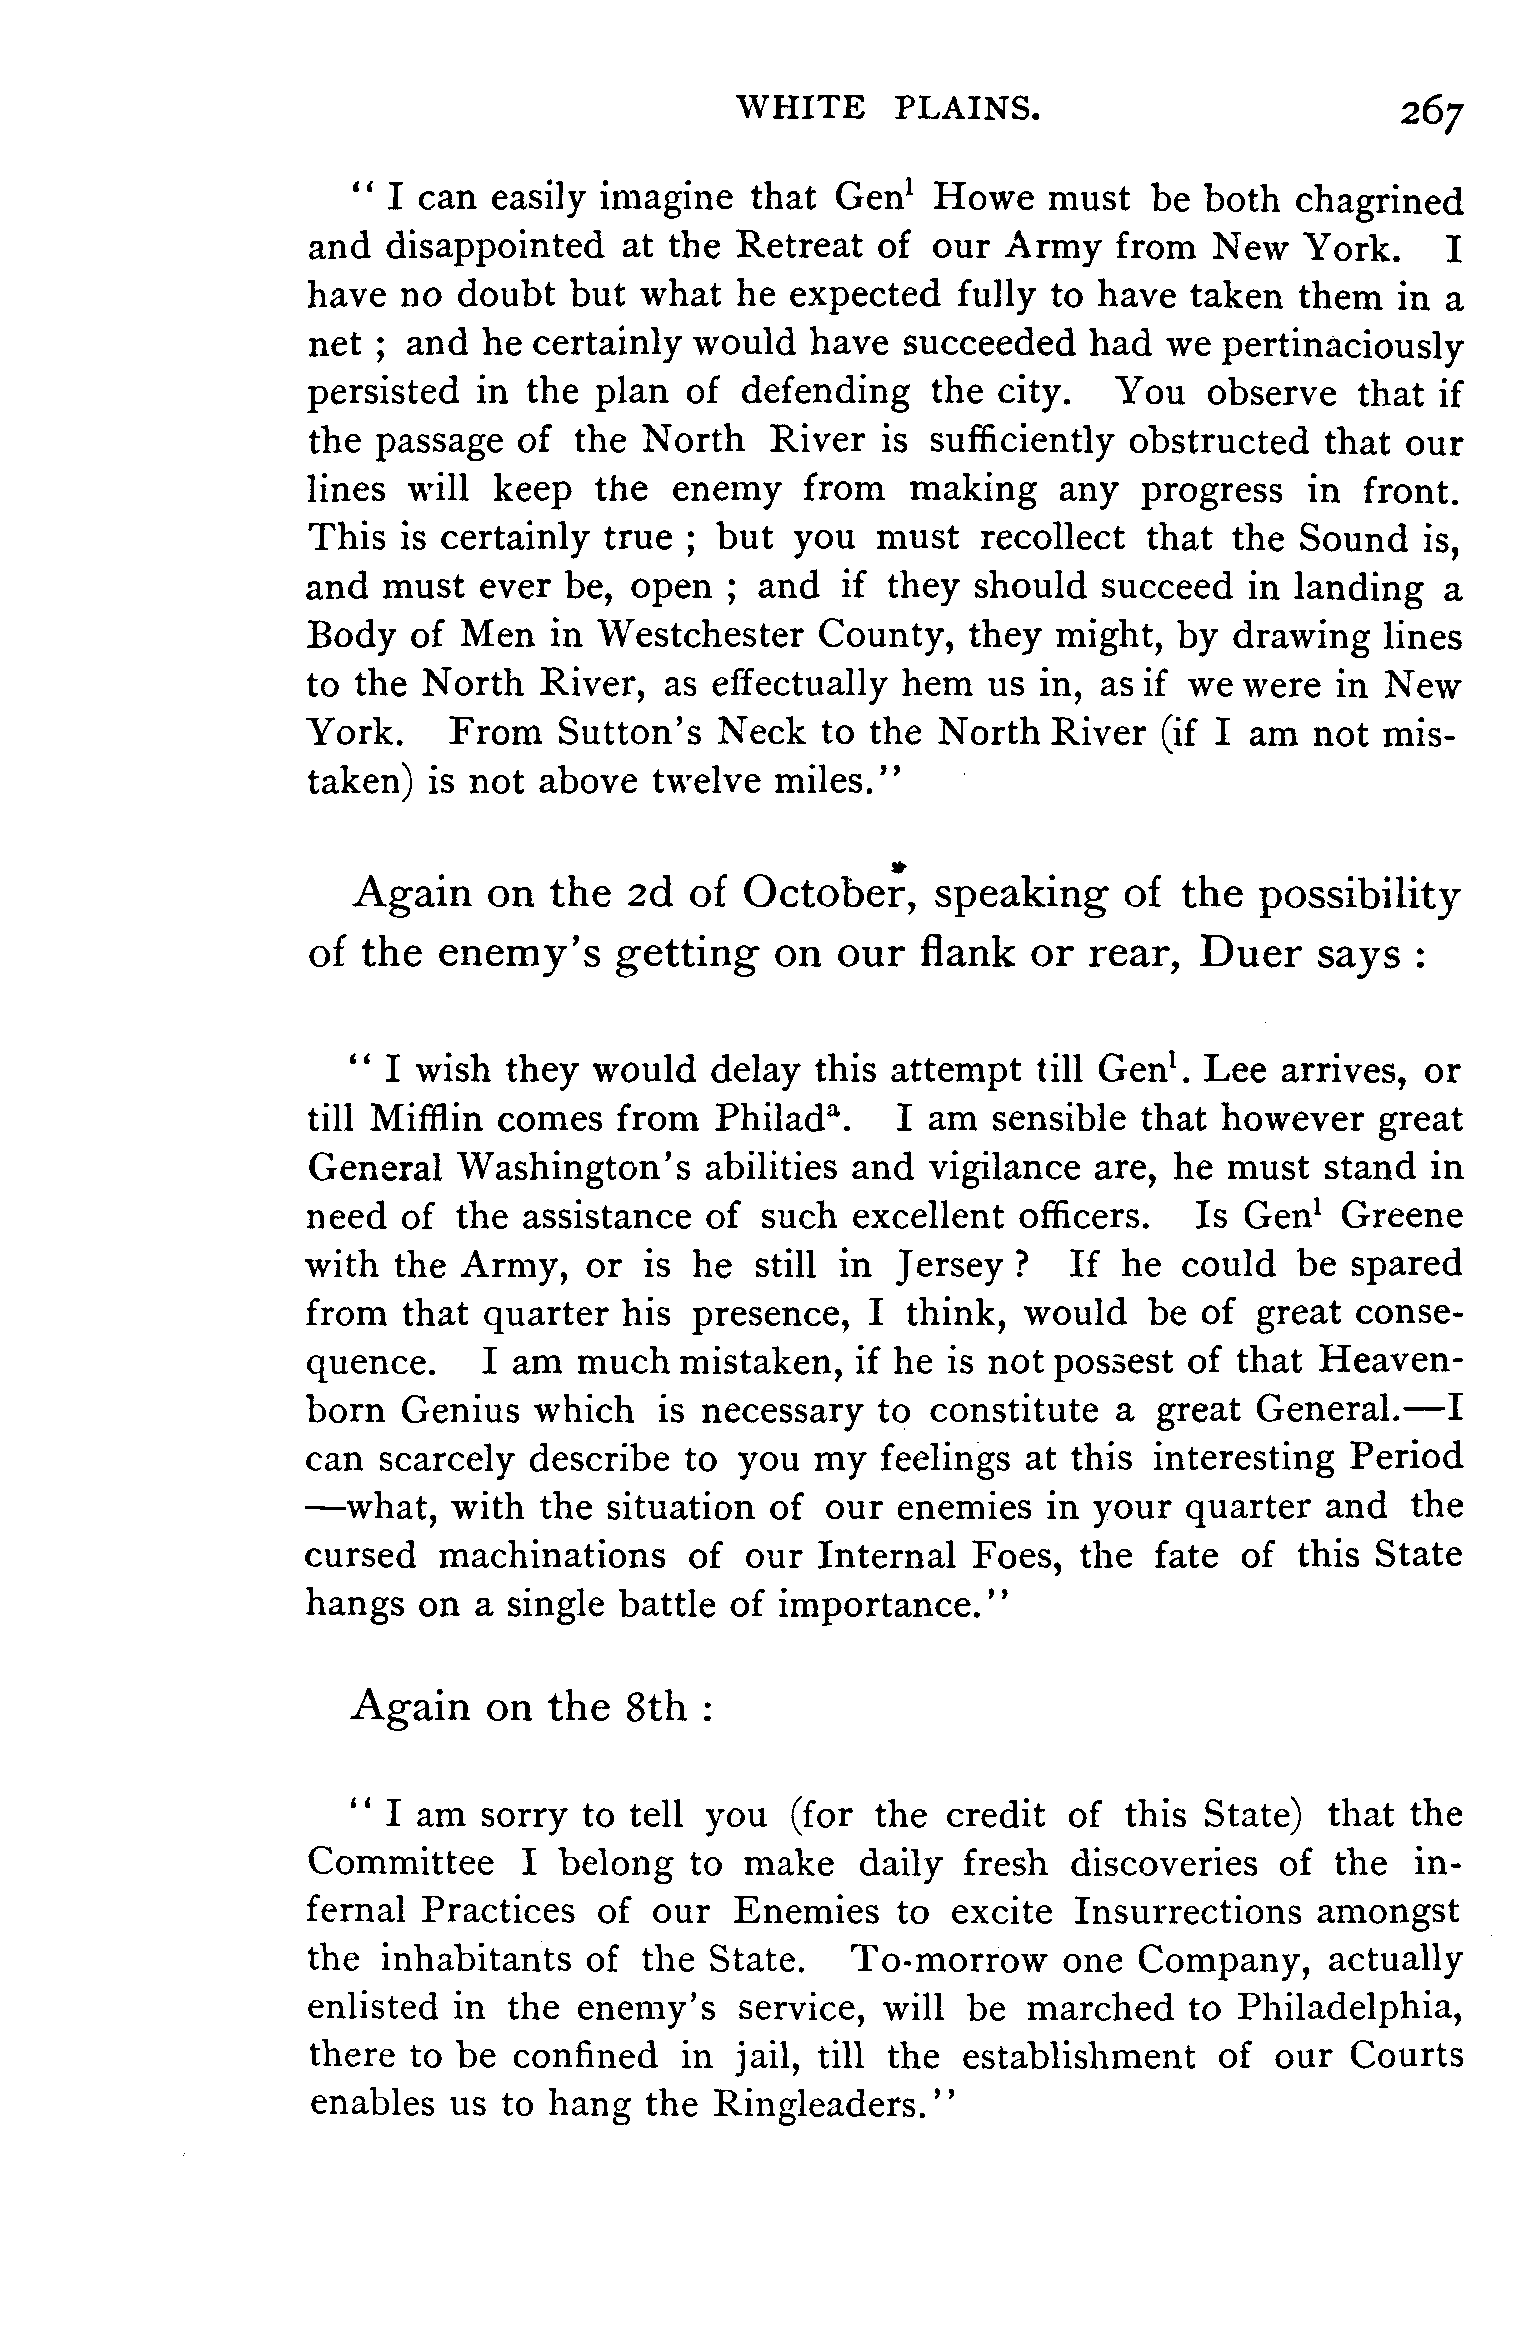 WHITE PLAINS. 267
“ I can easily imagine that Genˡ Howe must be both chagrined
and disappointed at the Retreat of our Army from New York. I
have no doubt but what he expected fully to have taken them in a
net ; and he certainly would have succeeded had we pertinaciously
persisted in the plan of defending the city. You observe that if
the passage of the North River is sufficiently obstructed that our
lines will keep the enemy from making any progress in front.
This is certainly true ; but you must recollect that the Sound is,
and must ever be, open ; and if they should succeed in landing a
Body of Men in Westchester County, they might, by drawing lines
to the North River, as effectually hem us in, as if we were in New
York. From Sutton’s Neck to the North River (if I am not mis-
taken) is not above twelve miles.”
Again on the 2d of October, speaking of the possibility
of the enemy’s getting on our flank or rear, Duer says :
“ I wish they would delay this attempt till Genˡ. Lee arrives, or
till Mifflin comes from Philadᵃ. I am sensible that however great
General Washington’s abilities and vigilance are, he must stand in
need of the assistance of such excellent officers. Is Genˡ Greene
with the Army, or is he still in Jersey ? If he could be spared
from that quarter his presence, I think, would be of great conse-
quence. I am much mistaken, if he is not possest of that Heaven-
born Genius which is necessary to constitute a great General.—I
can scarcely describe to you my feelings at this interesting Period
—what, with the situation of our enemies in your quarter and the
cursed machinations of our Internal Foes, the fate of this State
hangs on a single battle of importance.”
Again on the 8th :
“ I am sorry to tell you (for the credit of this State) that the
Committee I belong to make daily fresh discoveries of the in-
fernal Practices of our Enemies to excite Insurrections amongst
the inhabitants of the State. To-morrow one Company, actually
enlisted in the enemy’s service, will be marched to Philadelphia,
there to be confined in jail, till the establishment of our Courts
enables us to hang the Ringleaders.”